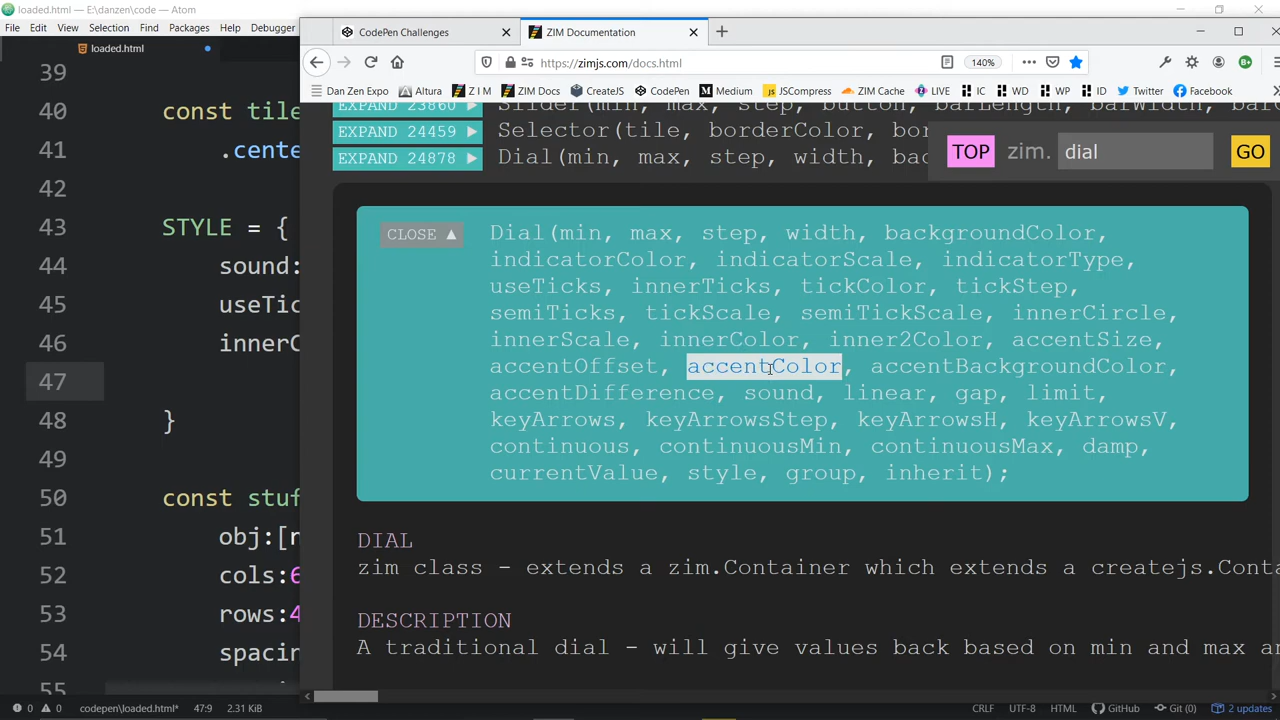 loaded.html — E:\danzen\code — Atom
File Edit View Selection Find Packages Help Debugger
loaded.html
39
40 const tile
41 .cente
42
43 STYLE = {
44 sound:
45 useTic
46 innerC
47
48 }
49
50 const stuf
51 obj:[n
52 cols:6
53 rows:4
54 spacin
55
CodePen Challenges
ZIM Documentation
https://zimjs.com/docs.html
140%
Dan Zen Expo Altura Z I M ZIM Docs CreateJS CodePen Medium JSCompress ZIM Cache LIVE IC WD WP ID Twitter Facebook
EXPAND 23860 ▶ Slider(min, max, step, button, barLength, barWidth, bar
EXPAND 24459 ▶ Selector(tile, borderColor, bor
EXPAND 24878 ▶ Dial(min, max, step, width, bac
TOP zim. dial GO
CLOSE ▲ Dial(min, max, step, width, backgroundColor,
indicatorColor, indicatorScale, indicatorType,
useTicks, innerTicks, tickColor, tickStep,
semiTicks, tickScale, semiTickScale, innerCircle,
innerScale, innerColor, inner2Color, accentSize,
accentOffset, accentColor, accentBackgroundColor,
accentDifference, sound, linear, gap, limit,
keyArrows, keyArrowsStep, keyArrowsH, keyArrowsV,
continuous, continuousMin, continuousMax, damp,
currentValue, style, group, inherit);
DIAL
zim class - extends a zim.Container which extends a createjs.Conta
DESCRIPTION
A traditional dial - will give values back based on min and max an
0 0 codepen\loaded.html* 47:9 2.31 KiB
CRLF UTF-8 HTML GitHub Git (0) 2 updates